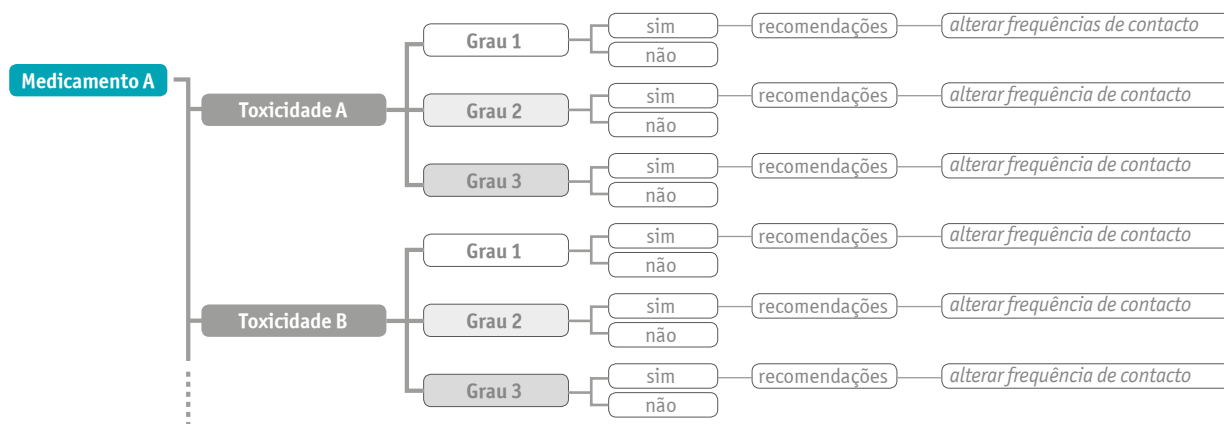 Medicamento A
Toxicidade A
Grau 1
sim
recomendações
alterar frequências de contacto
não
Grau 2
sim
recomendações
alterar frequência de contacto
não
Grau 3
sim
recomendações
alterar frequência de contacto
não
Toxicidade B
Grau 1
sim
recomendações
alterar frequência de contacto
não
Grau 2
sim
recomendações
alterar frequência de contacto
não
Grau 3
sim
recomendações
alterar frequência de contacto
não